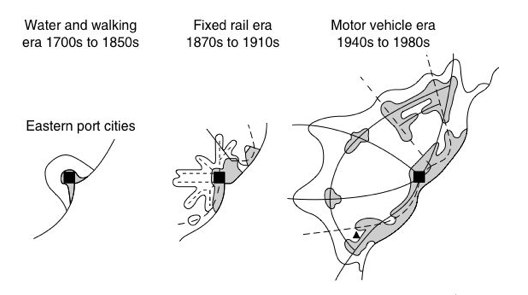 Water and walking
era 1700s to 1850s
Fixed rail era
1870s to 1910s
Motor vehicle era
1940s to 1980s
Eastern port cities